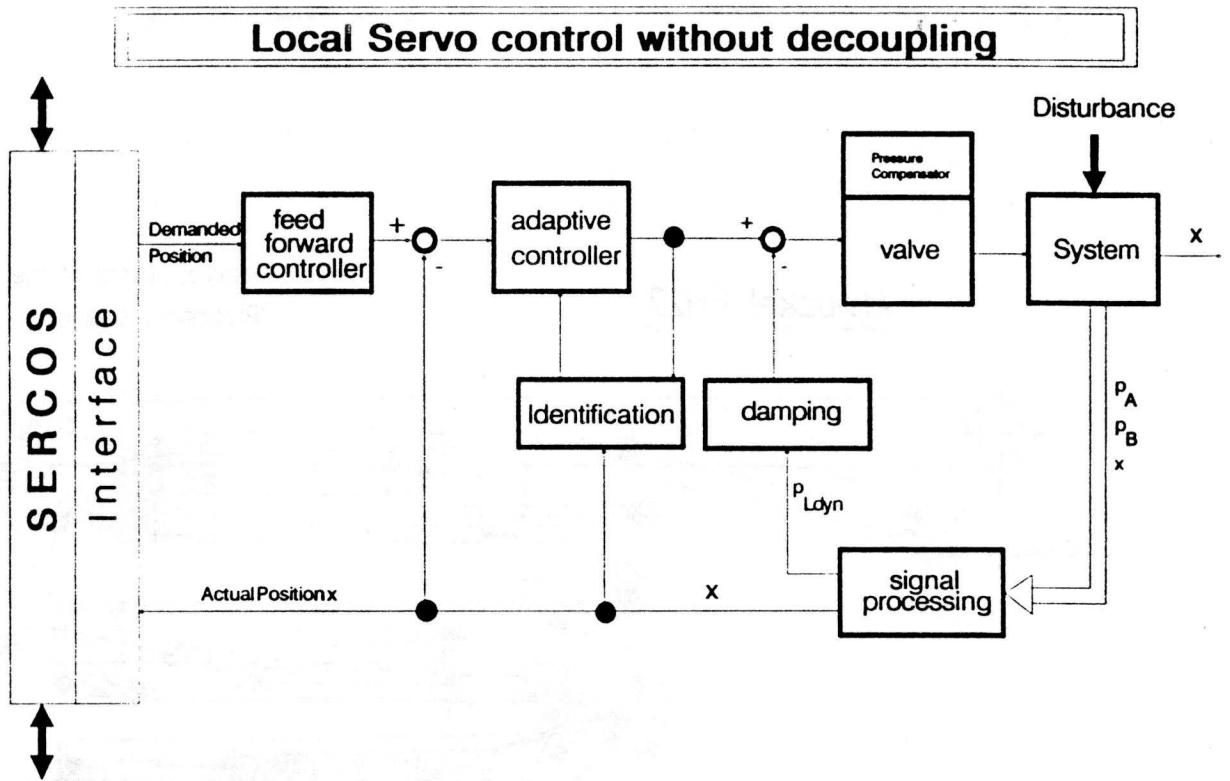 Local Servo control without decoupling
Disturbance
Pressure
Compensator
Demanded
Position
feed
forward
controller
+
-
adaptive
controller
+
-
valve
System
X
SERCOS
Interface
Identification
damping
p_A
p_B
x
p_Ldyn
Actual Position x
X
signal
processing